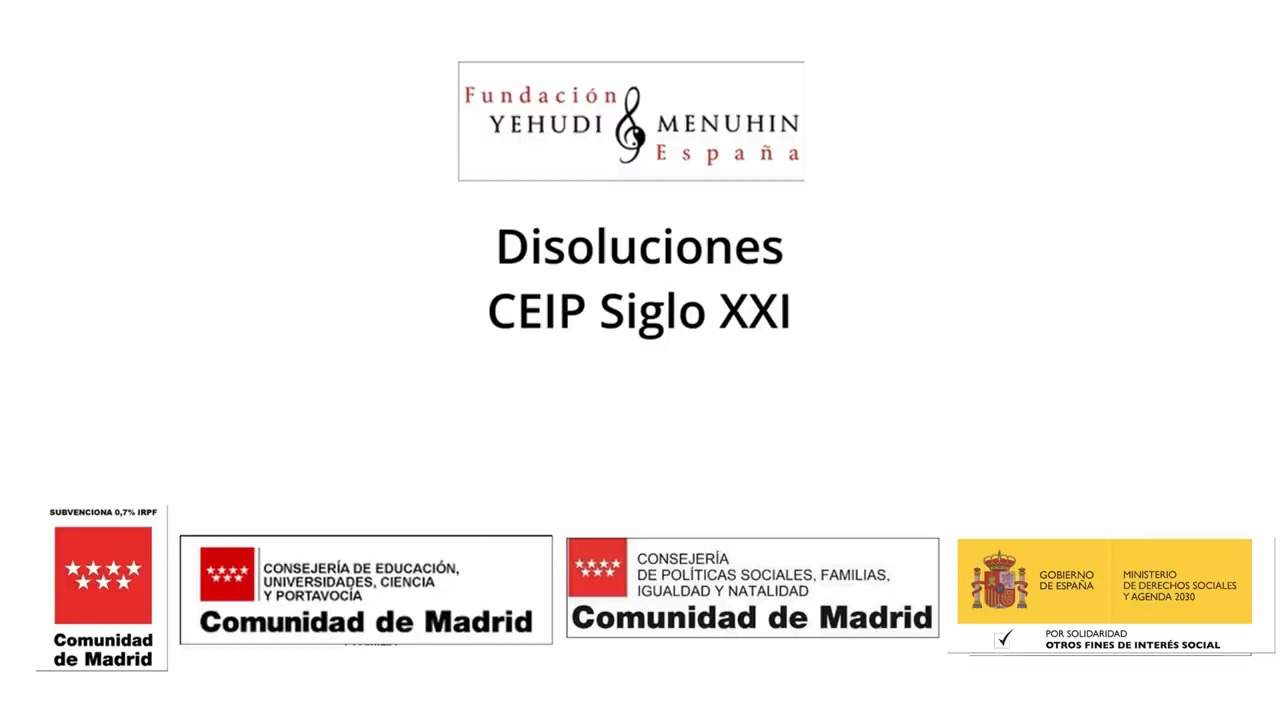 Fundación
YEHUDI MENUHIN
España
Disoluciones
CEIP Siglo XXI
SUBVENCIONA 0,7% IRPF
Comunidad
de Madrid
CONSEJERÍA DE EDUCACIÓN,
UNIVERSIDADES, CIENCIA
Y PORTAVOCÍA
Comunidad de Madrid
CONSEJERÍA
DE POLÍTICAS SOCIALES, FAMILIAS,
IGUALDAD Y NATALIDAD
Comunidad de Madrid
GOBIERNO
DE ESPAÑA
MINISTERIO
DE DERECHOS SOCIALES
Y AGENDA 2030
POR SOLIDARIDAD
OTROS FINES DE INTERÉS SOCIAL